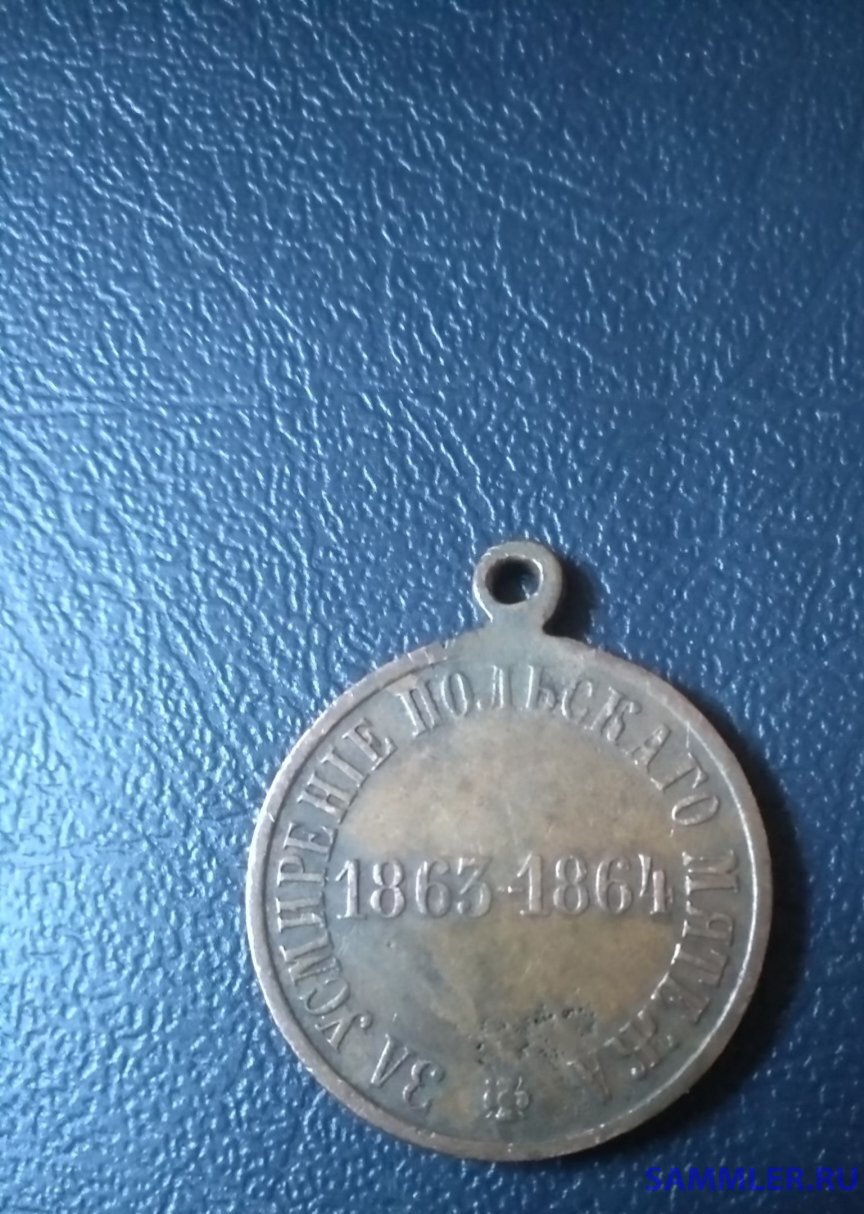 ЗА УСМИРЕНІЕ ПОЛЬСКАГО МЯТЕЖА
1863-1864
SAMMLER.RU